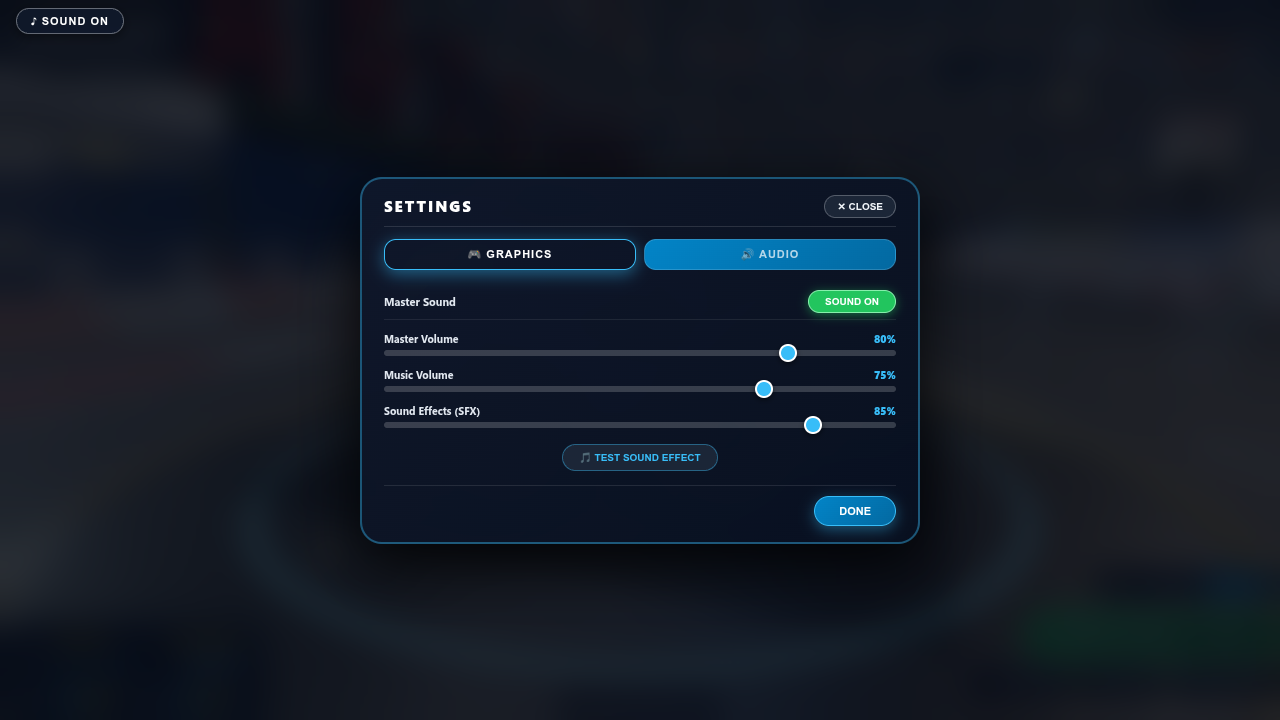 ♪ SOUND ON
SETTINGS
✕ CLOSE
🎮 GRAPHICS
🔊 AUDIO
Master Sound
SOUND ON
Master Volume
80%
Music Volume
75%
Sound Effects (SFX)
85%
🎵 TEST SOUND EFFECT
DONE